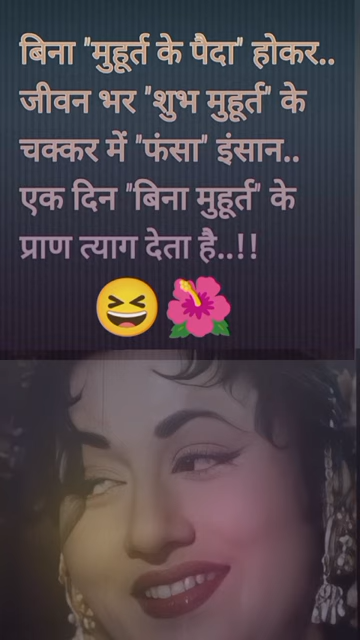 बिना "मुहूर्त के पैदा" होकर..
जीवन भर "शुभ मुहूर्त" के
चक्कर में "फंसा" इंसान..
एक दिन "बिना मुहूर्त" के
प्राण त्याग देता है..!!